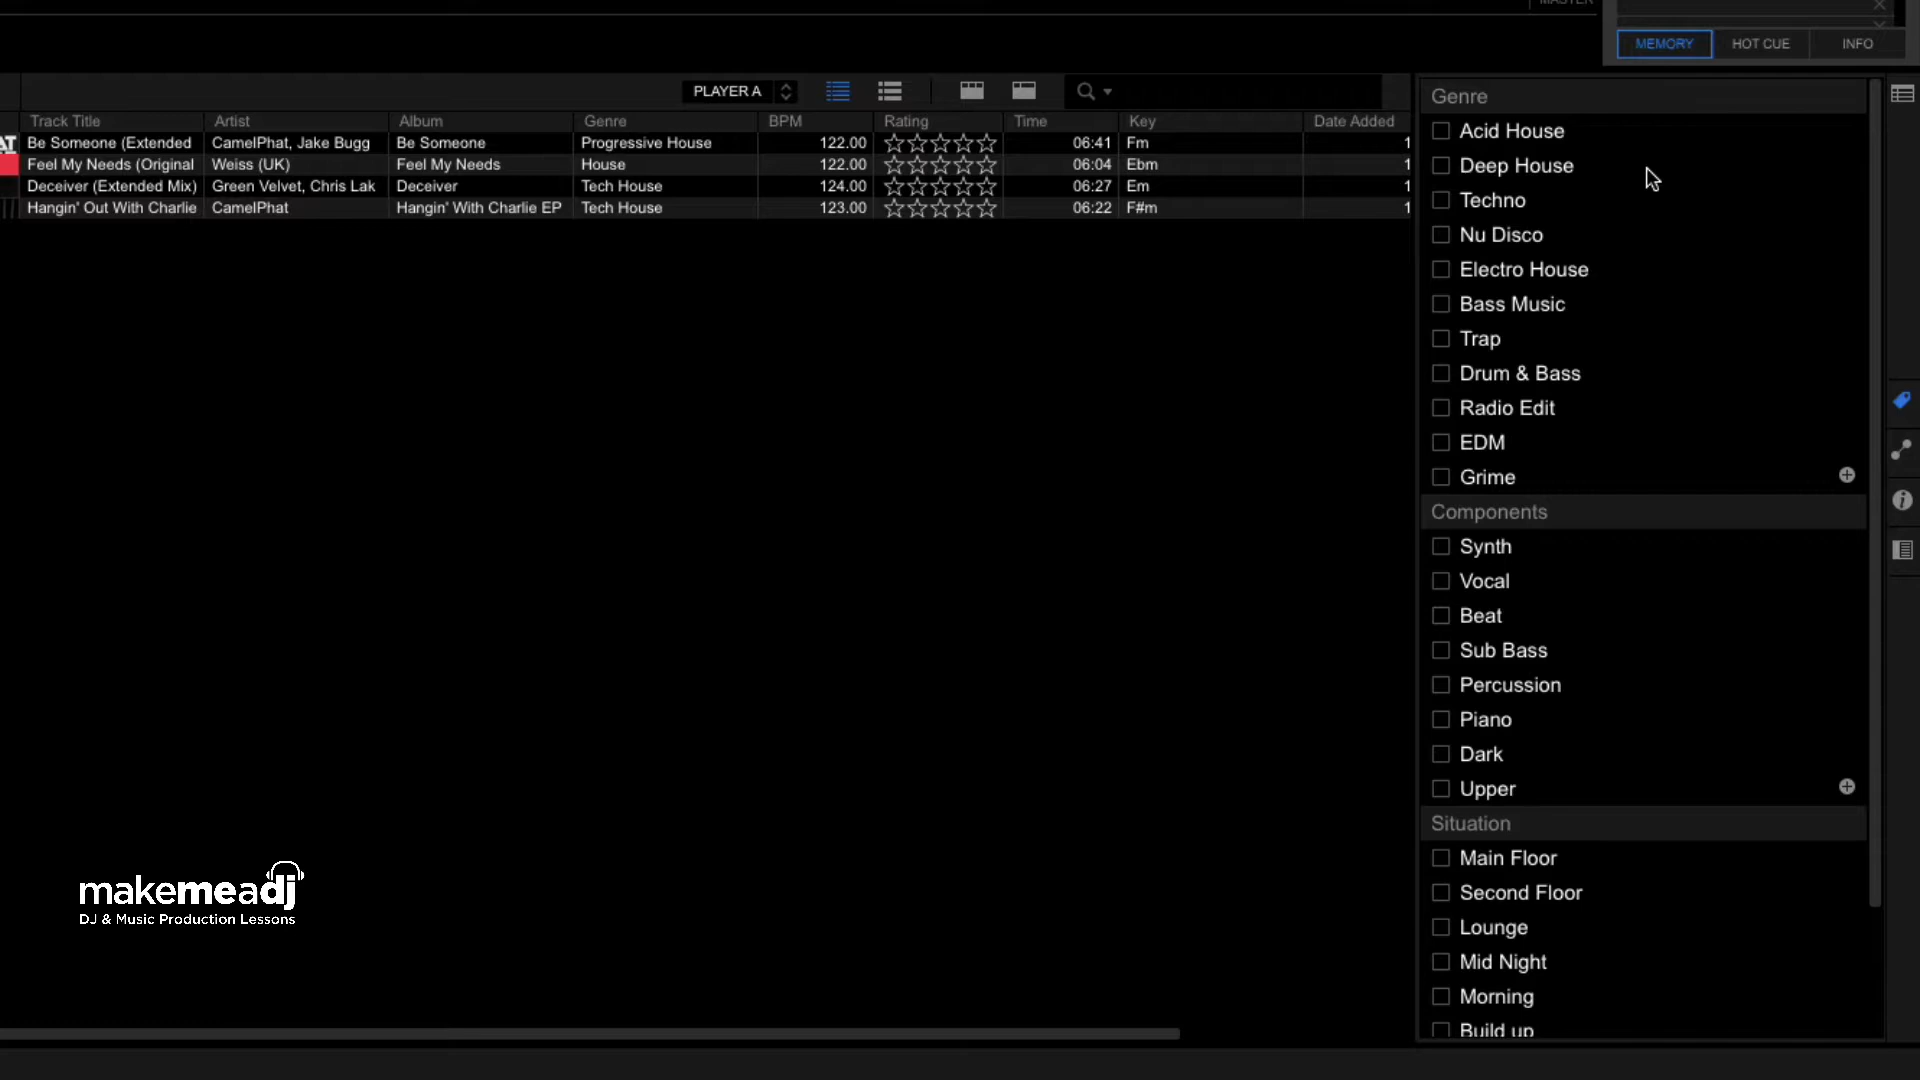 MASTER
MEMORY HOT CUE INFO
PLAYER A
Track Title Artist Album Genre BPM Rating Time Key Date Added
Be Someone (Extended CamelPhat, Jake Bugg Be Someone Progressive House 122.00 06:41 Fm 1
Feel My Needs (Original Weiss (UK) Feel My Needs House 122.00 06:04 Ebm 1
Deceiver (Extended Mix) Green Velvet, Chris Lak Deceiver Tech House 124.00 06:27 Em 1
Hangin' Out With Charlie CamelPhat Hangin' With Charlie EP Tech House 123.00 06:22 F#m 1
Genre
Acid House
Deep House
Techno
Nu Disco
Electro House
Bass Music
Trap
Drum & Bass
Radio Edit
EDM
Grime
Components
Synth
Vocal
Beat
Sub Bass
Percussion
Piano
Dark
Upper
Situation
Main Floor
Second Floor
Lounge
Mid Night
Morning
Build up
makemeadj
DJ & Music Production Lessons